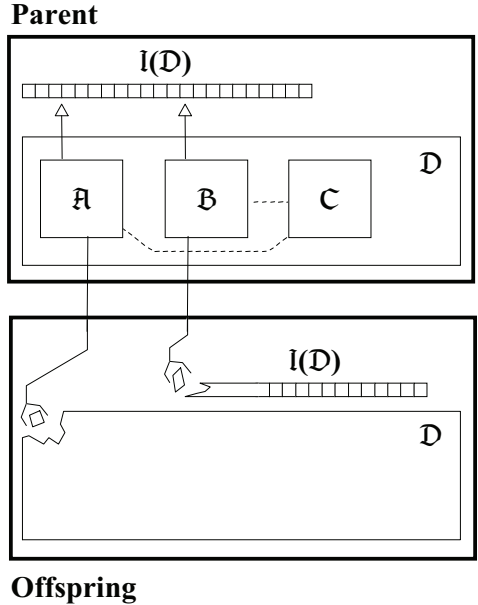 Parent
𝕴(𝕯)
𝕯
𝕬 𝕭 𝕮
𝕴(𝕯)
𝕯
Offspring